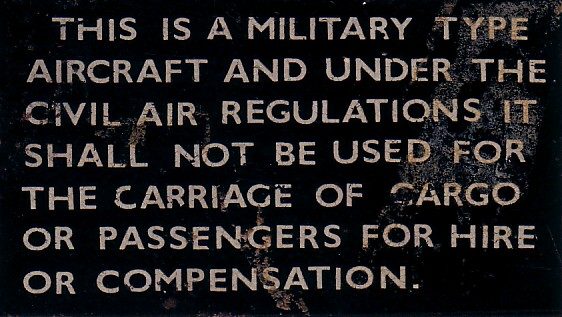 THIS IS A MILITARY TYPE
AIRCRAFT AND UNDER THE
CIVIL AIR REGULATIONS IT
SHALL NOT BE USED FOR
THE CARRIAGE OF CARGO
OR PASSENGERS FOR HIRE
OR COMPENSATION.